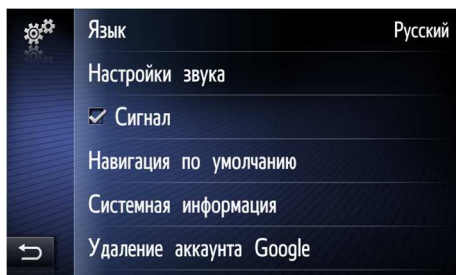 Язык Русский
Настройки звука
Сигнал
Навигация по умолчанию
Системная информация
Удаление аккаунта Google